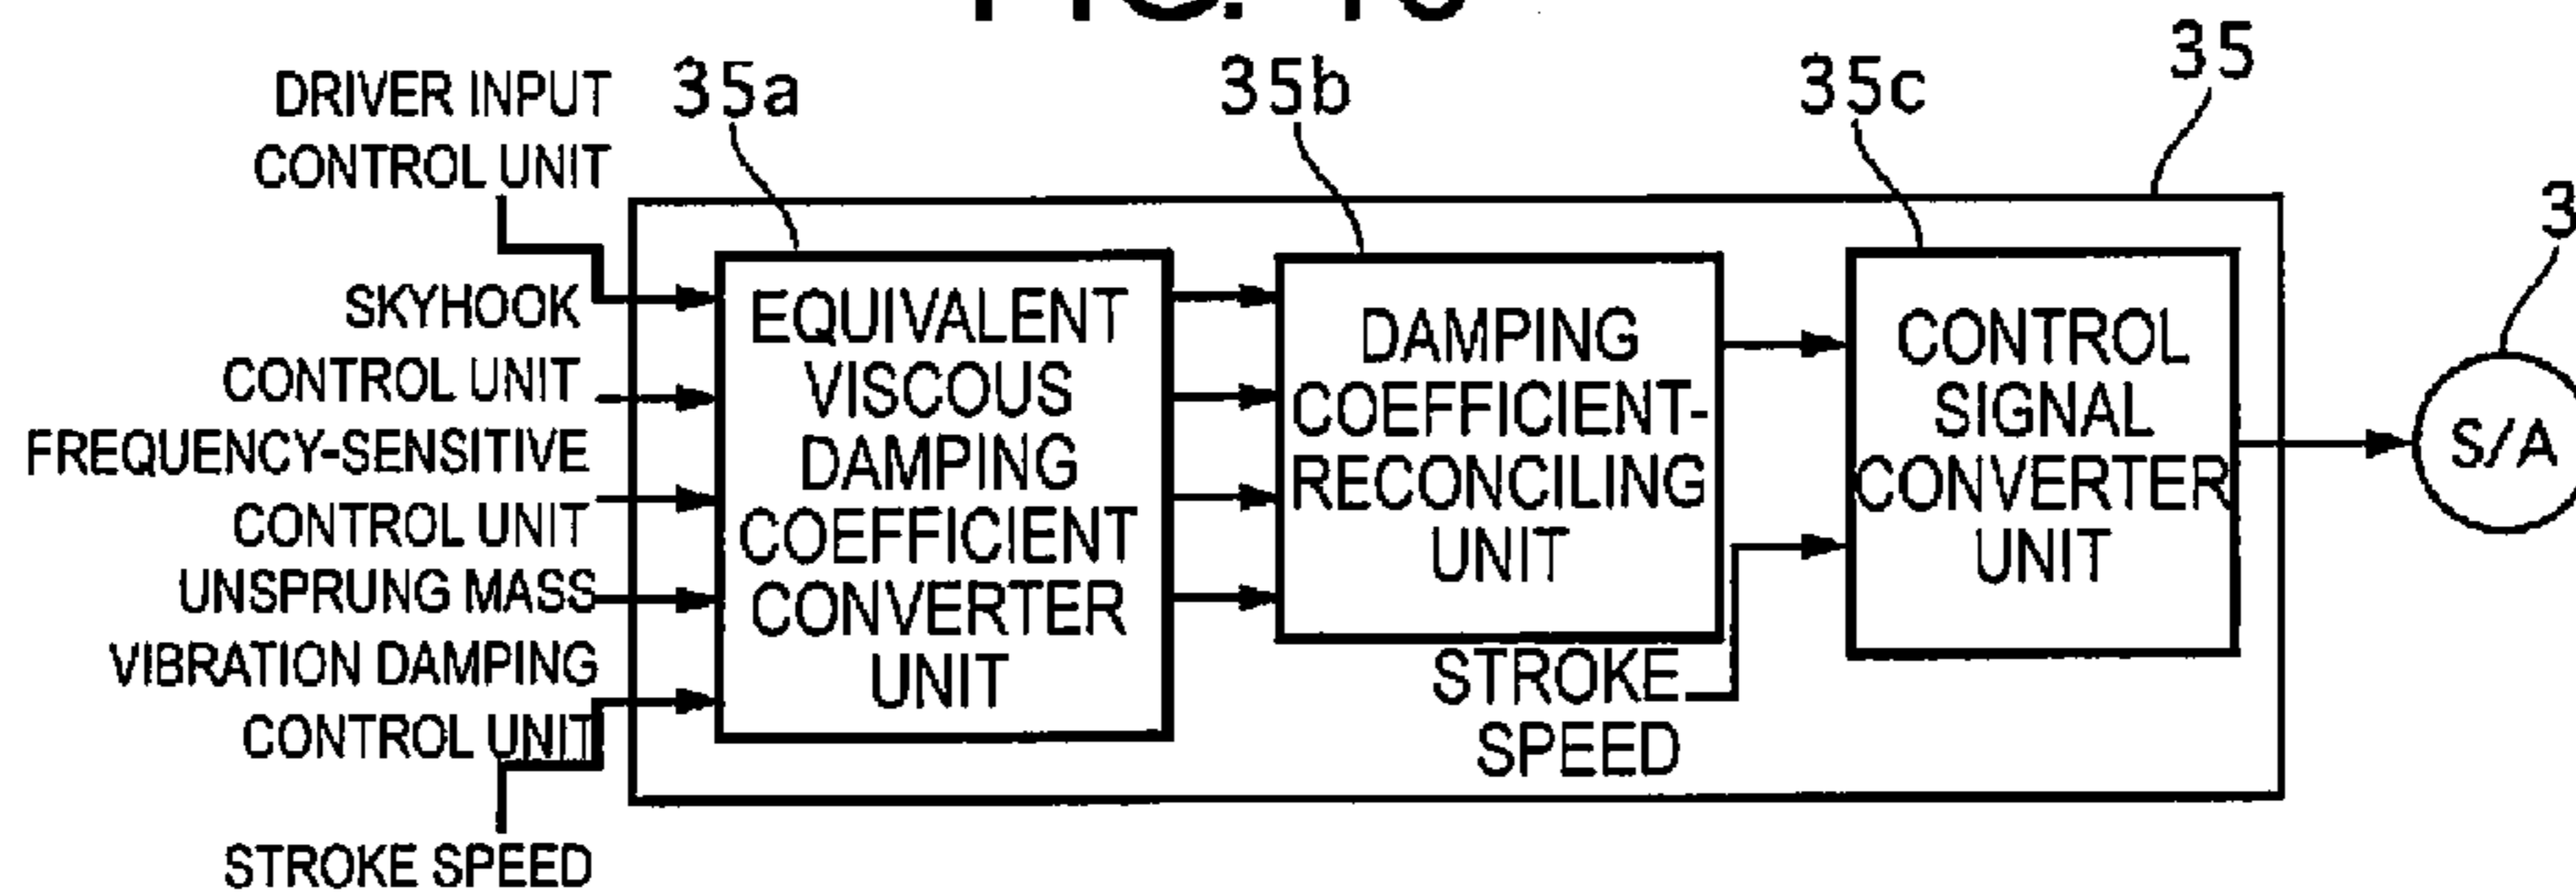 35a
35b
35c
35
3
DRIVER INPUT
CONTROL UNIT
SKYHOOK
CONTROL UNIT
FREQUENCY-SENSITIVE
CONTROL UNIT
UNSPRUNG MASS
VIBRATION DAMPING
CONTROL UNIT
STROKE SPEED
EQUIVALENT
VISCOUS
DAMPING
COEFFICIENT
CONVERTER
UNIT
DAMPING
COEFFICIENT-
RECONCILING
UNIT
STROKE
SPEED
CONTROL
SIGNAL
CONVERTER
UNIT
S/A